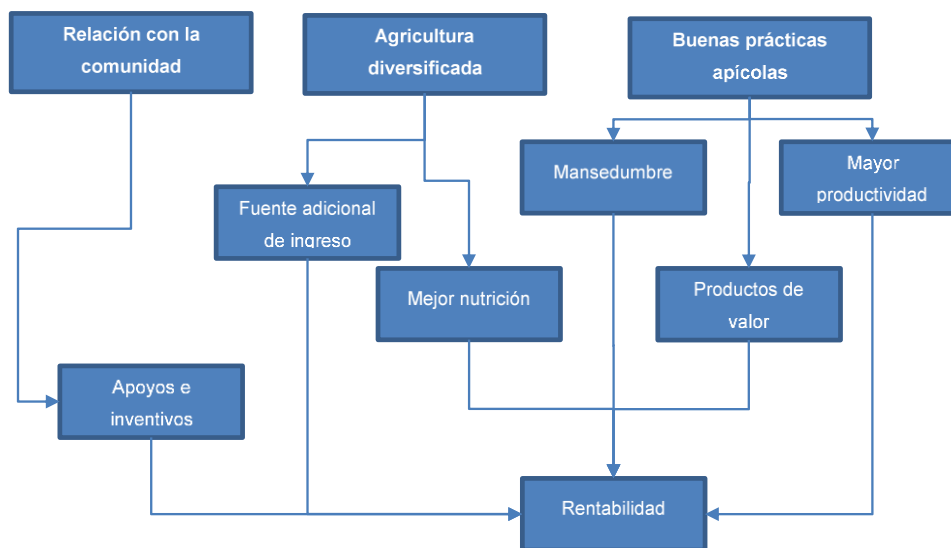 Relación con la
comunidad
Agricultura
diversificada
Buenas prácticas
apícolas
Mansedumbre
Mayor
productividad
Fuente adicional
de ingreso
Mejor nutrición
Productos de
valor
Apoyos e
inventivos
Rentabilidad